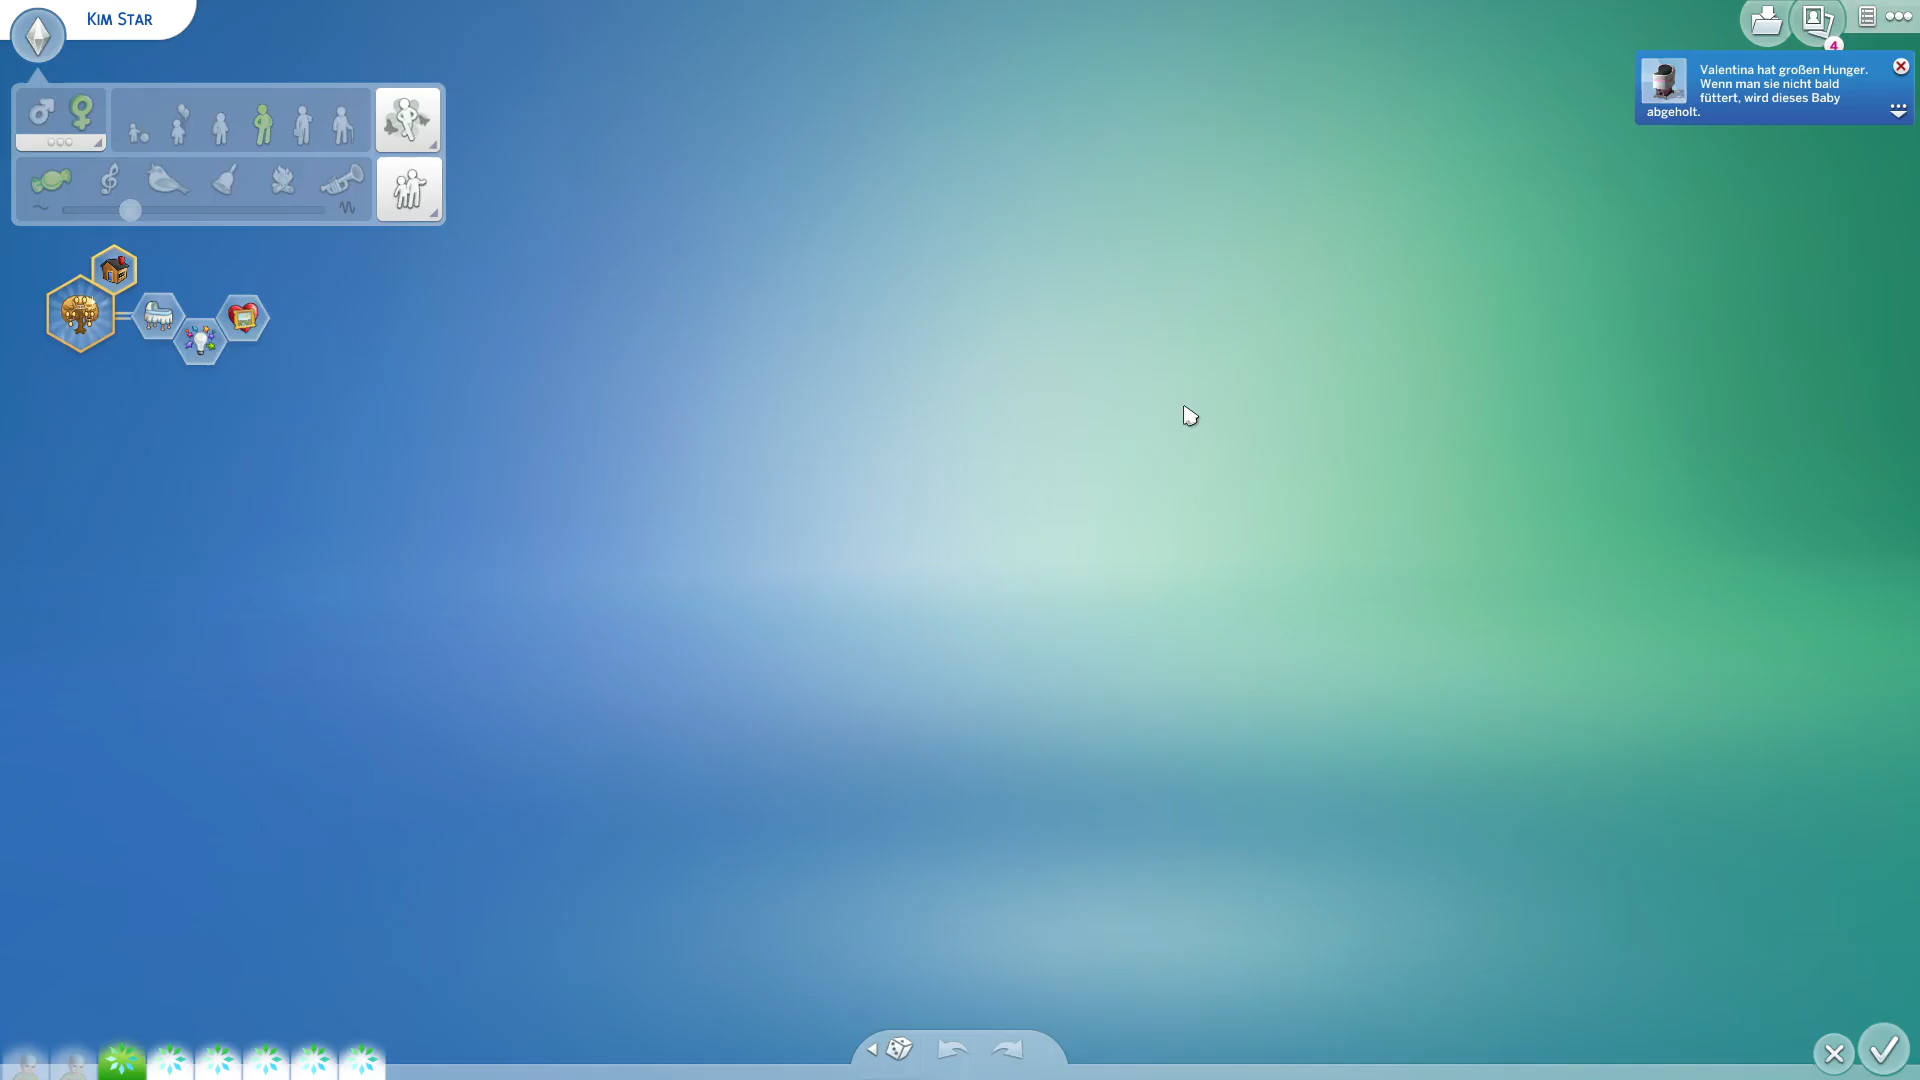 Kim Star
4
Valentina hat großen Hunger.
Wenn man sie nicht bald
füttert, wird dieses Baby
abgeholt.